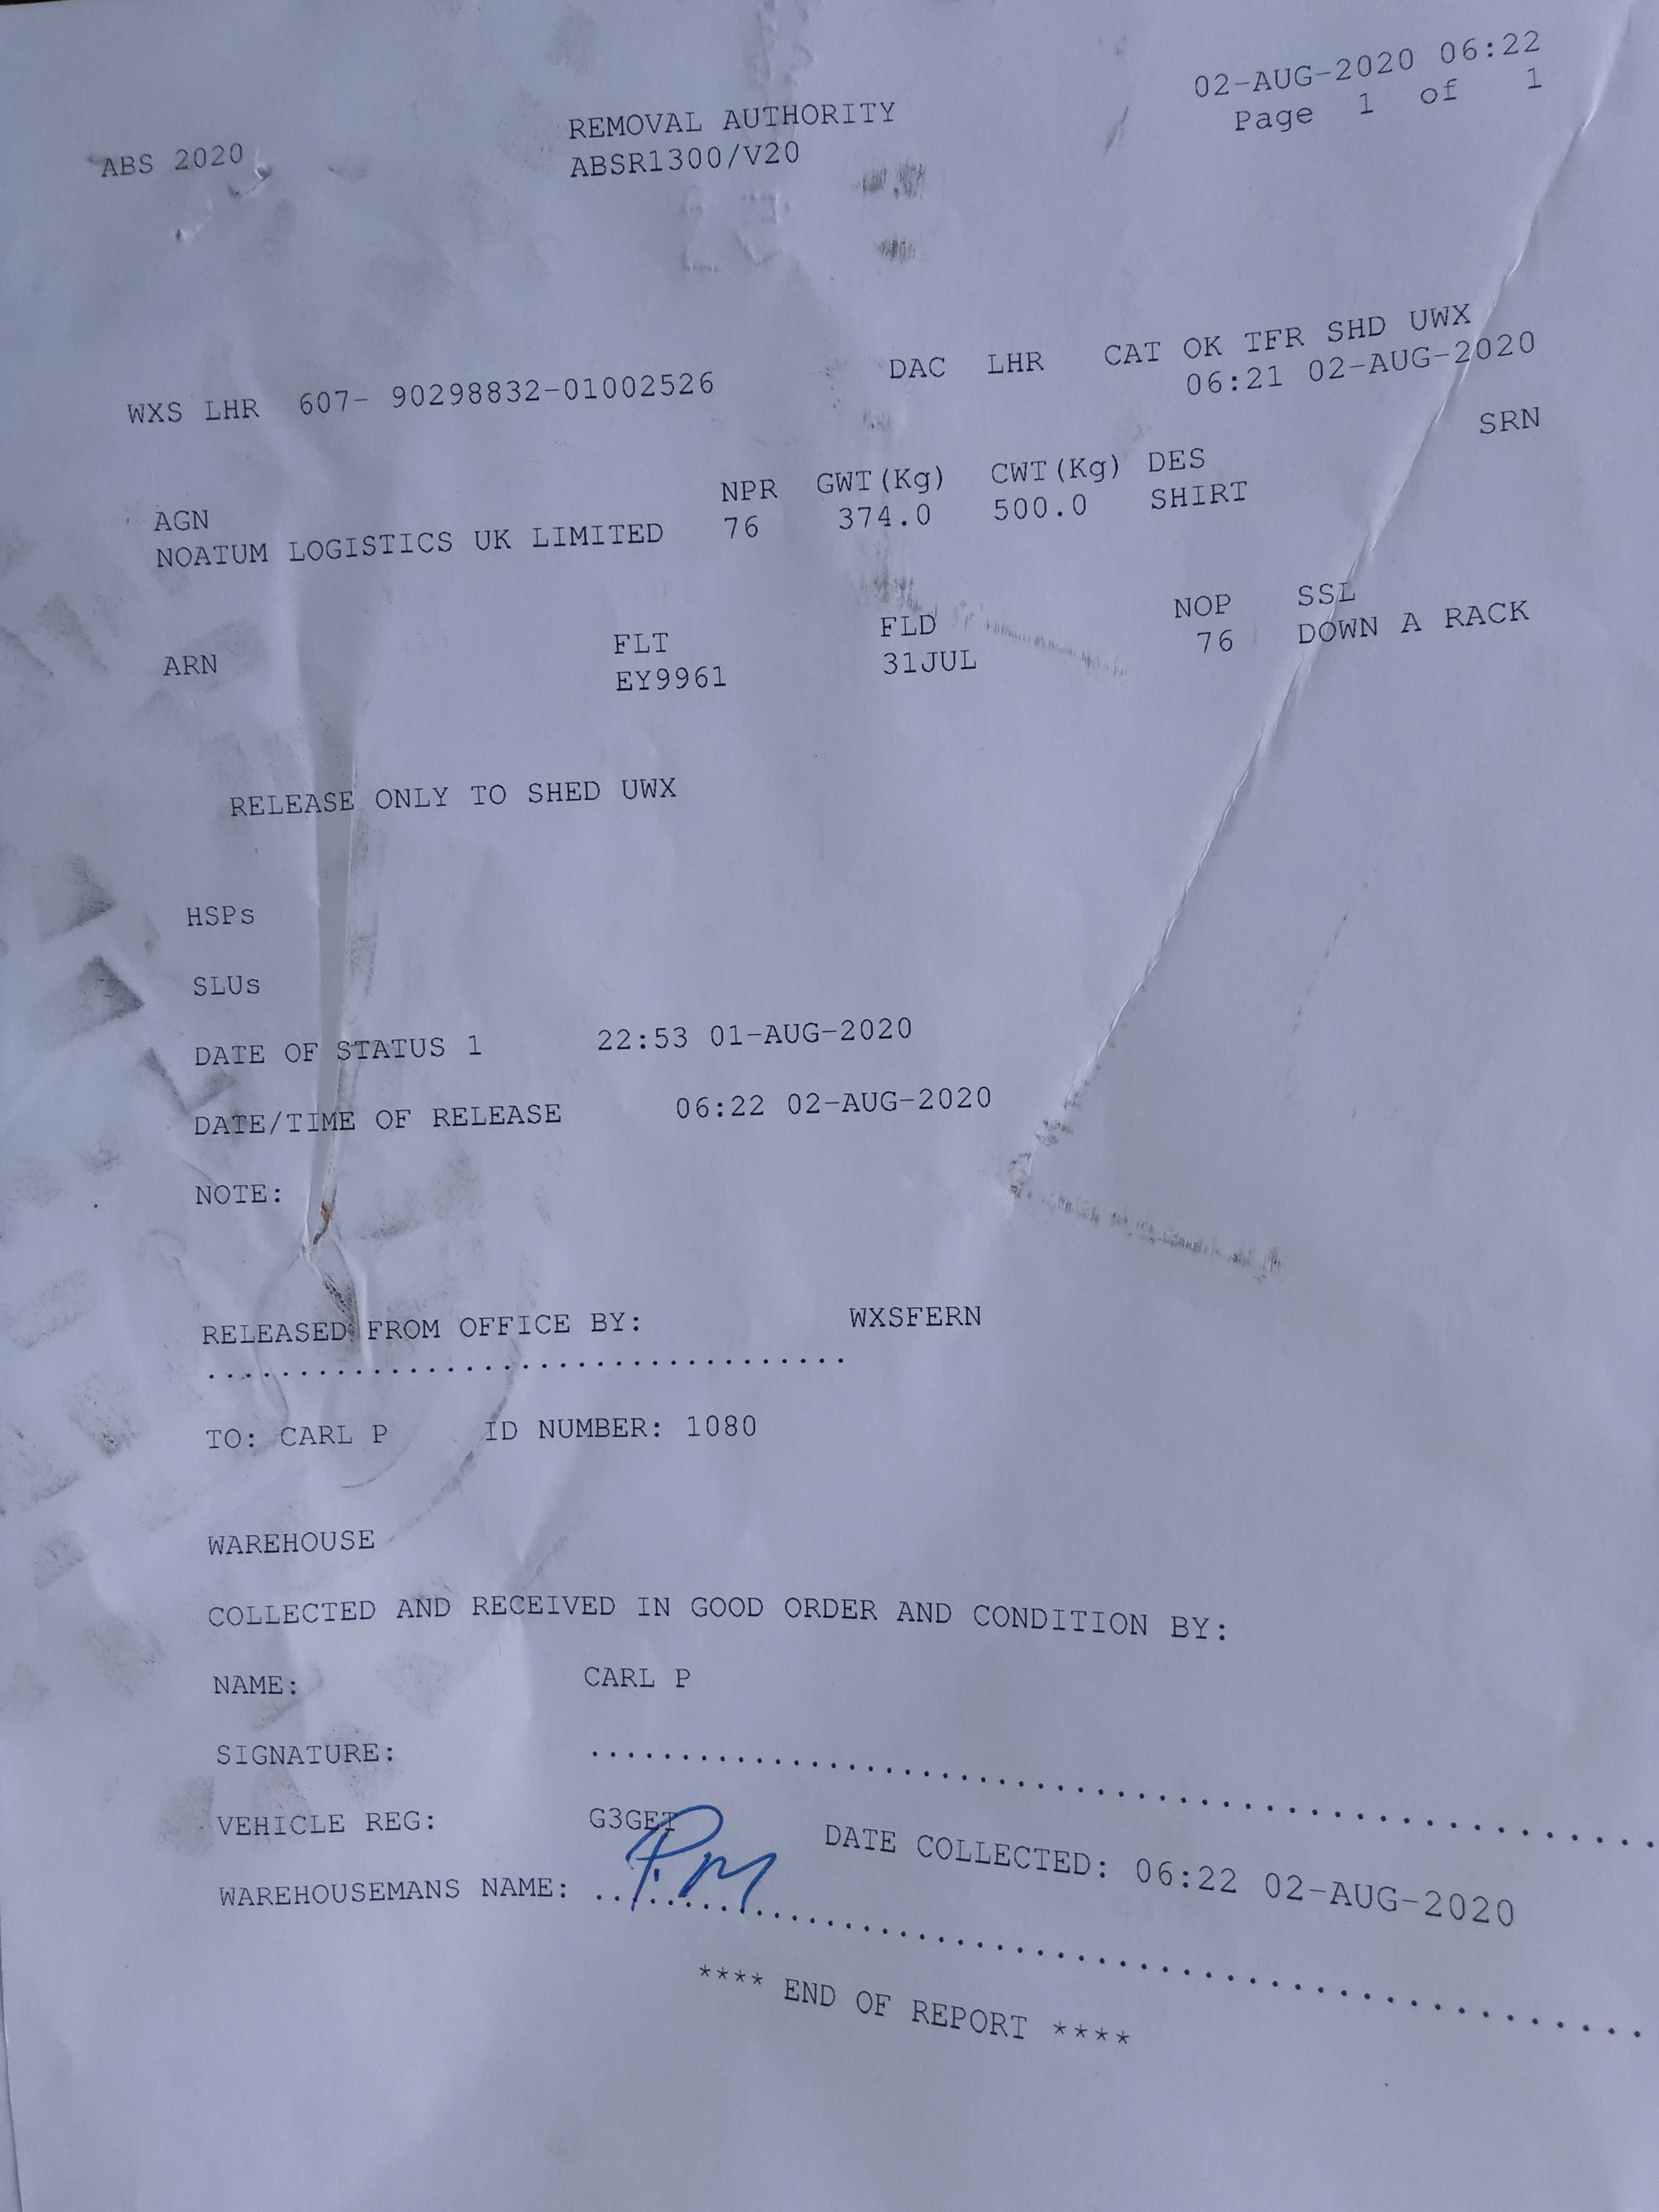 02-AUG-2020 06:22
ABS 2020 REMOVAL AUTHORITY Page 1 of 1
ABSR1300/V20
WXS LHR 607- 90298832-01002526 DAC LHR CAT OK TFR SHD UWX
06:21 02-AUG-2020
SRN
AGN NPR GWT(Kg) CWT(Kg) DES
NOATUM LOGISTICS UK LIMITED 76 374.0 500.0 SHIRT
ARN FLT FLD NOP SSL
EY9961 31JUL 76 DOWN A RACK
RELEASE ONLY TO SHED UWX
HSPs
SLUs
DATE OF STATUS 1 22:53 01-AUG-2020
DATE/TIME OF RELEASE 06:22 02-AUG-2020
NOTE:
RELEASED FROM OFFICE BY: WXSFERN
...................................
TO: CARL P ID NUMBER: 1080
WAREHOUSE
COLLECTED AND RECEIVED IN GOOD ORDER AND CONDITION BY:
NAME: CARL P
SIGNATURE: ..................................................
VEHICLE REG: G3GET DATE COLLECTED: 06:22 02-AUG-2020
WAREHOUSEMANS NAME: ..................................................
**** END OF REPORT ****